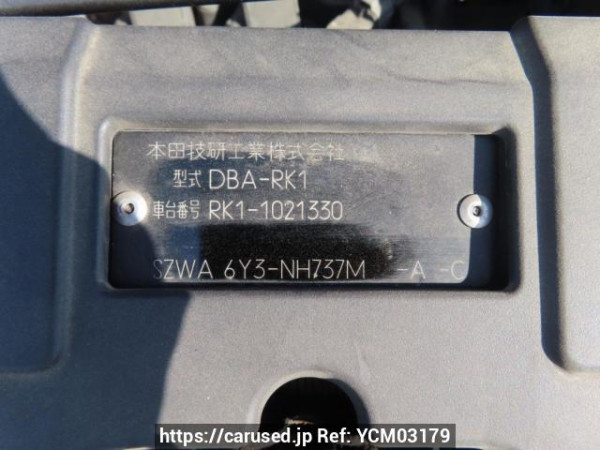 本田技研工業株式会社
型式 DBA-RK1
車台番号 RK1-1021330
SZWA 6Y3-NH737M -A -C
https://carused.jp Ref: YCM03179